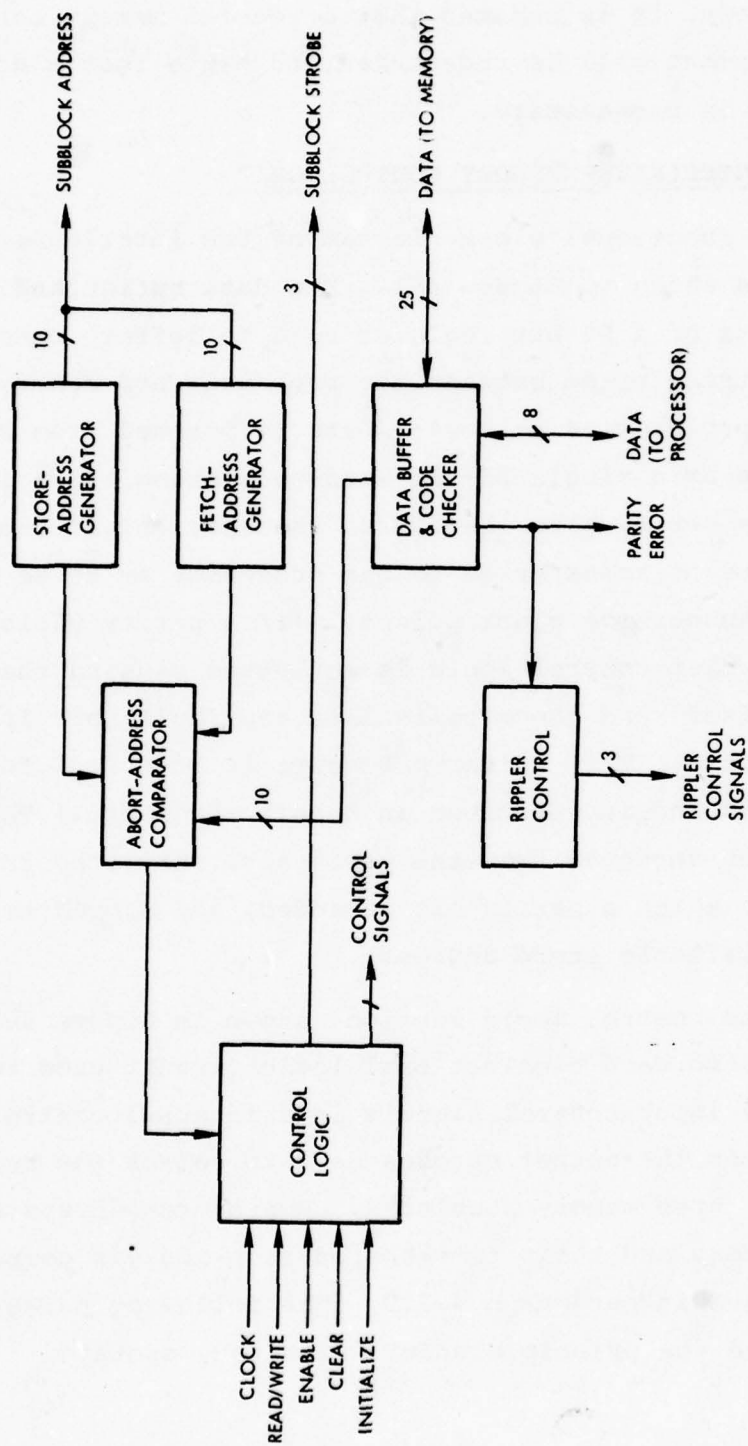 SUBBLOCK ADDRESS
10
10
STORE-
ADDRESS
GENERATOR
FETCH-
ADDRESS
GENERATOR
ABORT-ADDRESS
COMPARATOR
10
SUBBLOCK STROBE
3
DATA (TO MEMORY)
25
DATA BUFFER
& CODE
CHECKER
8
DATA
(TO
PROCESSOR)
PARITY
ERROR
RIPPLER
CONTROL
3
RIPPLER
CONTROL
SIGNALS
CONTROL
SIGNALS
CONTROL
LOGIC
CLOCK
READ/WRITE
ENABLE
CLEAR
INITIALIZE